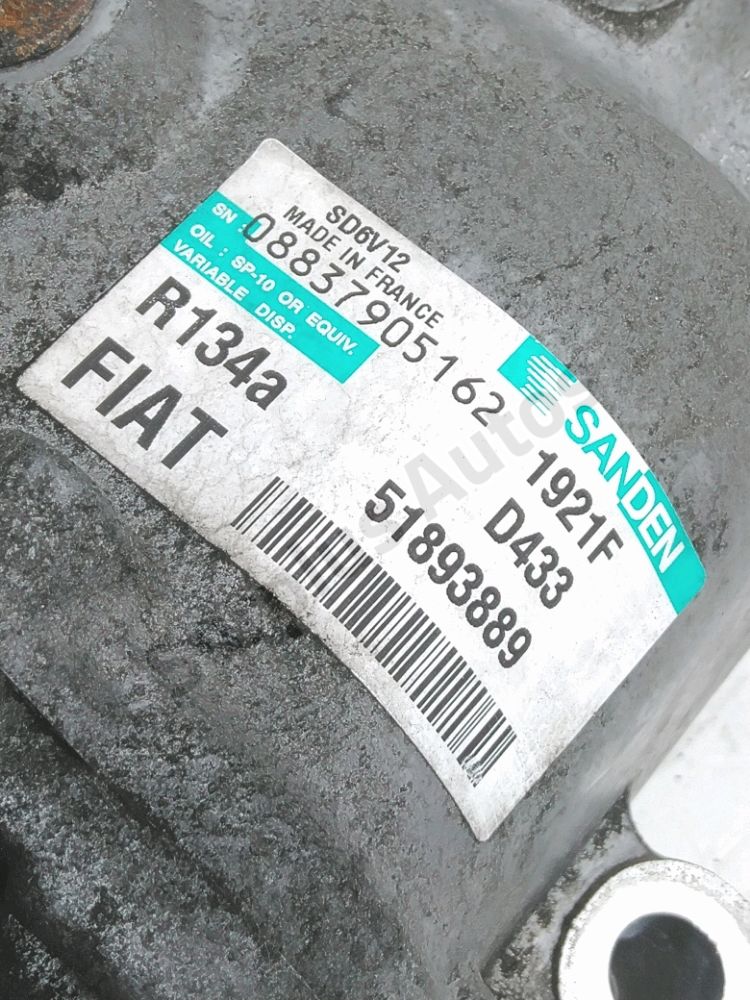 SD6V12
MADE IN FRANCE
SN :
08837905162
OIL : SP-10 OR EQUIV.
VARIABLE DISP.
R134a
FIAT
SANDEN
1921F
D433
51893889